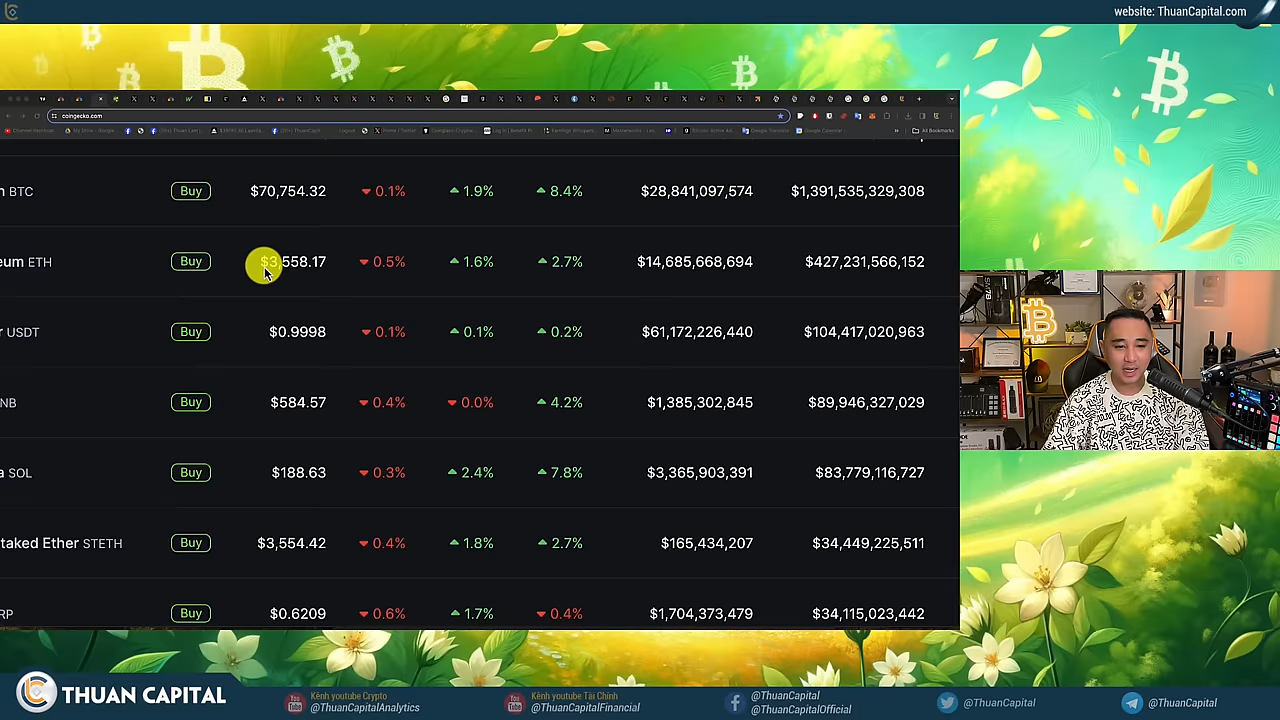 website: ThuanCapital.com
coingecko.com
All Bookmarks
BTC Buy $70,754.32 0.1% 1.9% 8.4% $28,841,097,574 $1,391,535,329,308
eum ETH Buy $3,558.17 0.5% 1.6% 2.7% $14,685,668,694 $427,231,566,152
r USDT Buy $0.9998 0.1% 0.1% 0.2% $61,172,226,440 $104,417,020,963
NB Buy $584.57 0.4% 0.0% 4.2% $1,385,302,845 $89,946,327,029
a SOL Buy $188.63 0.3% 2.4% 7.8% $3,365,903,391 $83,779,116,727
taked Ether STETH Buy $3,554.42 0.4% 1.8% 2.7% $165,434,207 $34,449,225,511
RP Buy $0.6209 0.6% 1.7% 0.4% $1,704,373,479 $34,115,023,442
THUAN CAPITAL
Kênh youtube Crypto
@ThuanCapitalAnalytics
Kênh youtube Tài Chính
@ThuanCapitalFinancial
@ThuanCapital
@ThuanCapitalOfficial
@ThuanCapital
@ThuanCapital